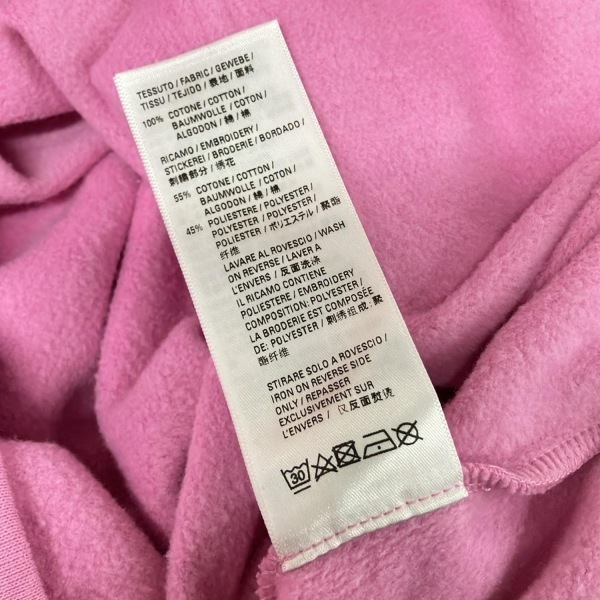 TESSUTO / FABRIC / GEWEBE /
TISSU / TEJIDO / 裹地 / 面料
100% COTONE / COTTON /
BAUMWOLLE / COTON /
ALGODON / 綿 / 棉
RICAMO / EMBROIDERY /
STICKEREI / BRODERIE / BORDADO /
刺繍部分 / 绣花
55% COTONE / COTTON /
BAUMWOLLE / COTON /
ALGODON / 綿 / 棉
45% POLIESTERE / POLYESTER /
POLYESTER / POLYESTER /
POLIESTER / ポリエステル / 聚酯
纤维
LAVARE AL ROVESCIO / WASH
ON REVERSE / LAVER A
L'ENVERS / 反面洗涤
IL RICAMO CONTIENE
POLIESTERE / EMBROIDERY
COMPOSITION: POLYESTER /
LA BRODERIE EST COMPOSÉE
DE: POLYESTER / 刺绣组成, 聚
酯纤维
STIRARE SOLO A ROVESCIO /
IRON ON REVERSE SIDE
ONLY / REPASSER
EXCLUSIVEMENT SUR
L'ENVERS / 仅反面熨烫
30